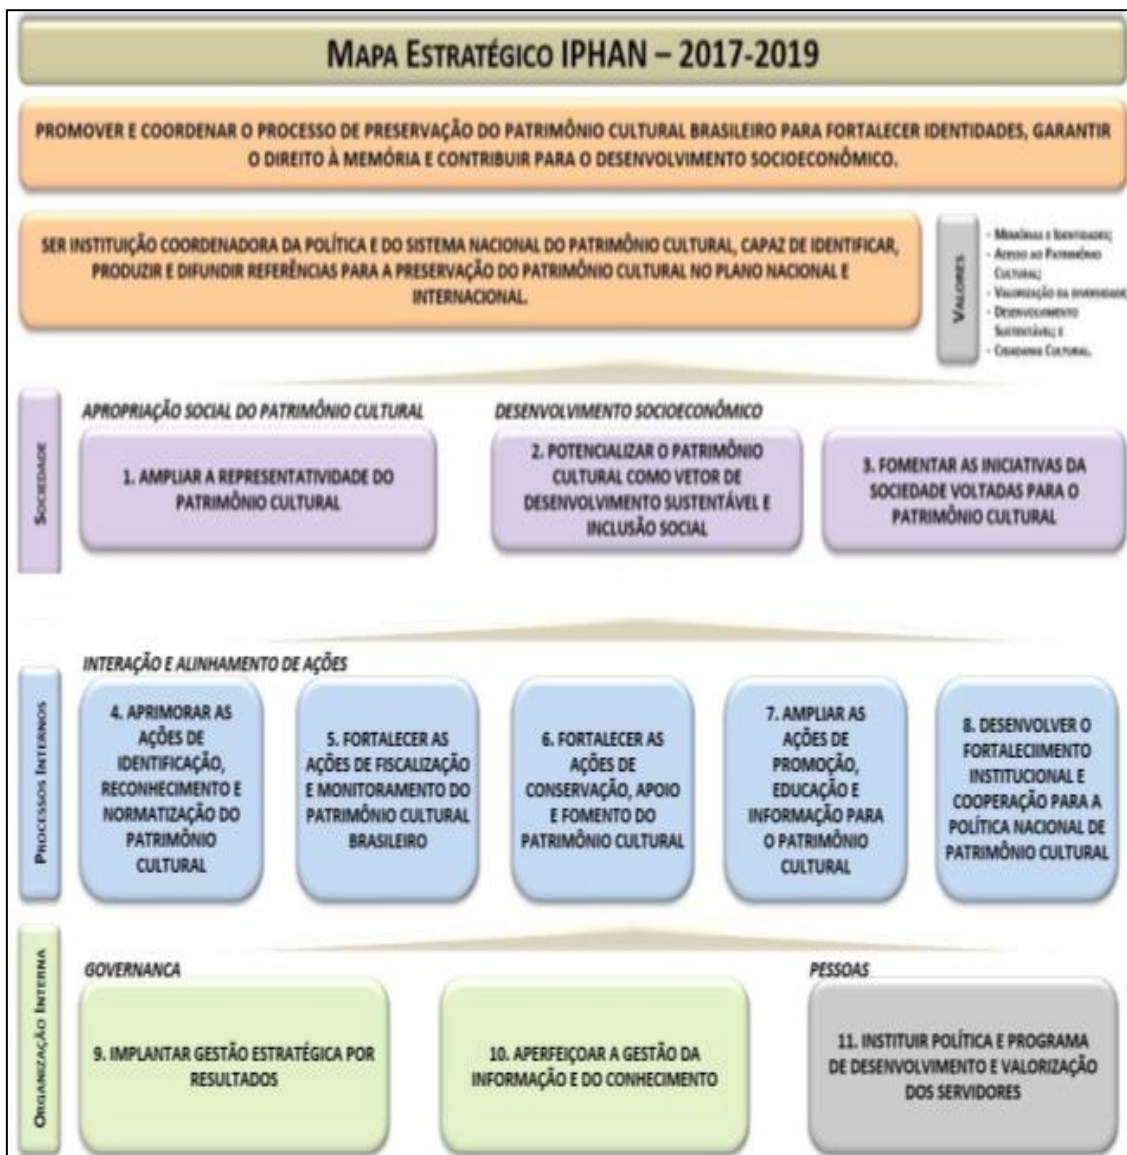 MAPA ESTRATÉGICO IPHAN – 2017-2019
PROMOVER E COORDENAR O PROCESSO DE PRESERVAÇÃO DO PATRIMÔNIO CULTURAL BRASILEIRO PARA FORTALECER IDENTIDADES, GARANTIR
O DIREITO À MEMÓRIA E CONTRIBUIR PARA O DESENVOLVIMENTO SOCIOECONÔMICO.
SER INSTITUIÇÃO COORDENADORA DA POLÍTICA E DO SISTEMA NACIONAL DO PATRIMÔNIO CULTURAL, CAPAZ DE IDENTIFICAR,
PRODUZIR E DIFUNDIR REFERÊNCIAS PARA A PRESERVAÇÃO DO PATRIMÔNIO CULTURAL NO PLANO NACIONAL E
INTERNACIONAL.
VALORES
- MEMÓRIAS E IDENTIDADES;
- ACESSO AO PATRIMÔNIO
CULTURAL;
- VALORIZAÇÃO DA DIVERSIDADE;
- DESENVOLVIMENTO
SUSTENTÁVEL; E
- CIDADANIA CULTURAL.
SOCIEDADE
APROPRIAÇÃO SOCIAL DO PATRIMÔNIO CULTURAL
1. AMPLIAR A REPRESENTATIVIDADE DO
PATRIMÔNIO CULTURAL
DESENVOLVIMENTO SOCIOECONÔMICO
2. POTENCIALIZAR O PATRIMÔNIO
CULTURAL COMO VETOR DE
DESENVOLVIMENTO SUSTENTÁVEL E
INCLUSÃO SOCIAL
3. FOMENTAR AS INICIATIVAS DA
SOCIEDADE VOLTADAS PARA O
PATRIMÔNIO CULTURAL
PROCESSOS INTERNOS
INTERAÇÃO E ALINHAMENTO DE AÇÕES
4. APRIMORAR AS
AÇÕES DE
IDENTIFICAÇÃO,
RECONHECIMENTO E
NORMATIZAÇÃO DO
PATRIMÔNIO
CULTURAL
5. FORTALECER AS
AÇÕES DE FISCALIZAÇÃO
E MONITORAMENTO DO
PATRIMÔNIO CULTURAL
BRASILEIRO
6. FORTALECER AS
AÇÕES DE
CONSERVAÇÃO, APOIO
E FOMENTO DO
PATRIMÔNIO CULTURAL
7. AMPLIAR AS
AÇÕES DE
PROMOÇÃO,
EDUCAÇÃO E
INFORMAÇÃO PARA
O PATRIMÔNIO
CULTURAL
8. DESENVOLVER O
FORTALECIIMENTO
INSTITUCIONAL E
COOPERAÇÃO PARA A
POLÍTICA NACIONAL DE
PATRIMÔNIO CULTURAL
ORGANIZAÇÃO INTERNA
GOVERNANCA
9. IMPLANTAR GESTÃO ESTRATÉGICA POR
RESULTADOS
10. APERFEIÇOAR A GESTÃO DA
INFORMAÇÃO E DO CONHECIMENTO
PESSOAS
11. INSTITUIR POLÍTICA E PROGRAMA
DE DESENVOLVIMENTO E VALORIZAÇÃO
DOS SERVIDORES